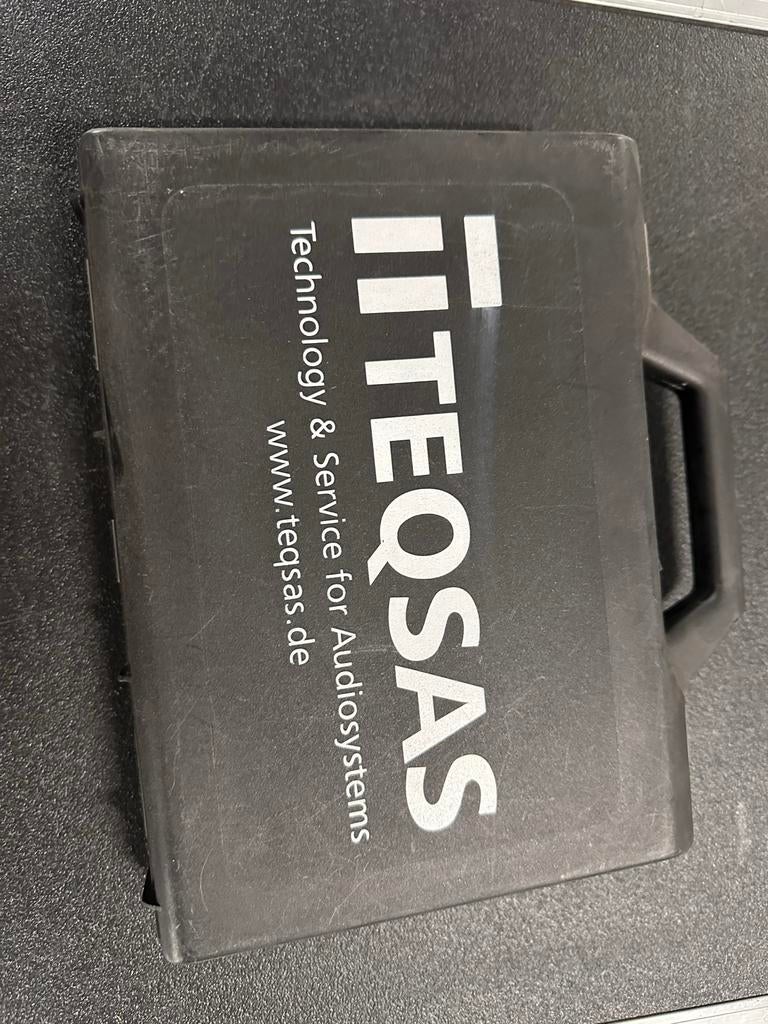 TEQSAS
Technology & Service for Audiosystems
www.teqsas.de